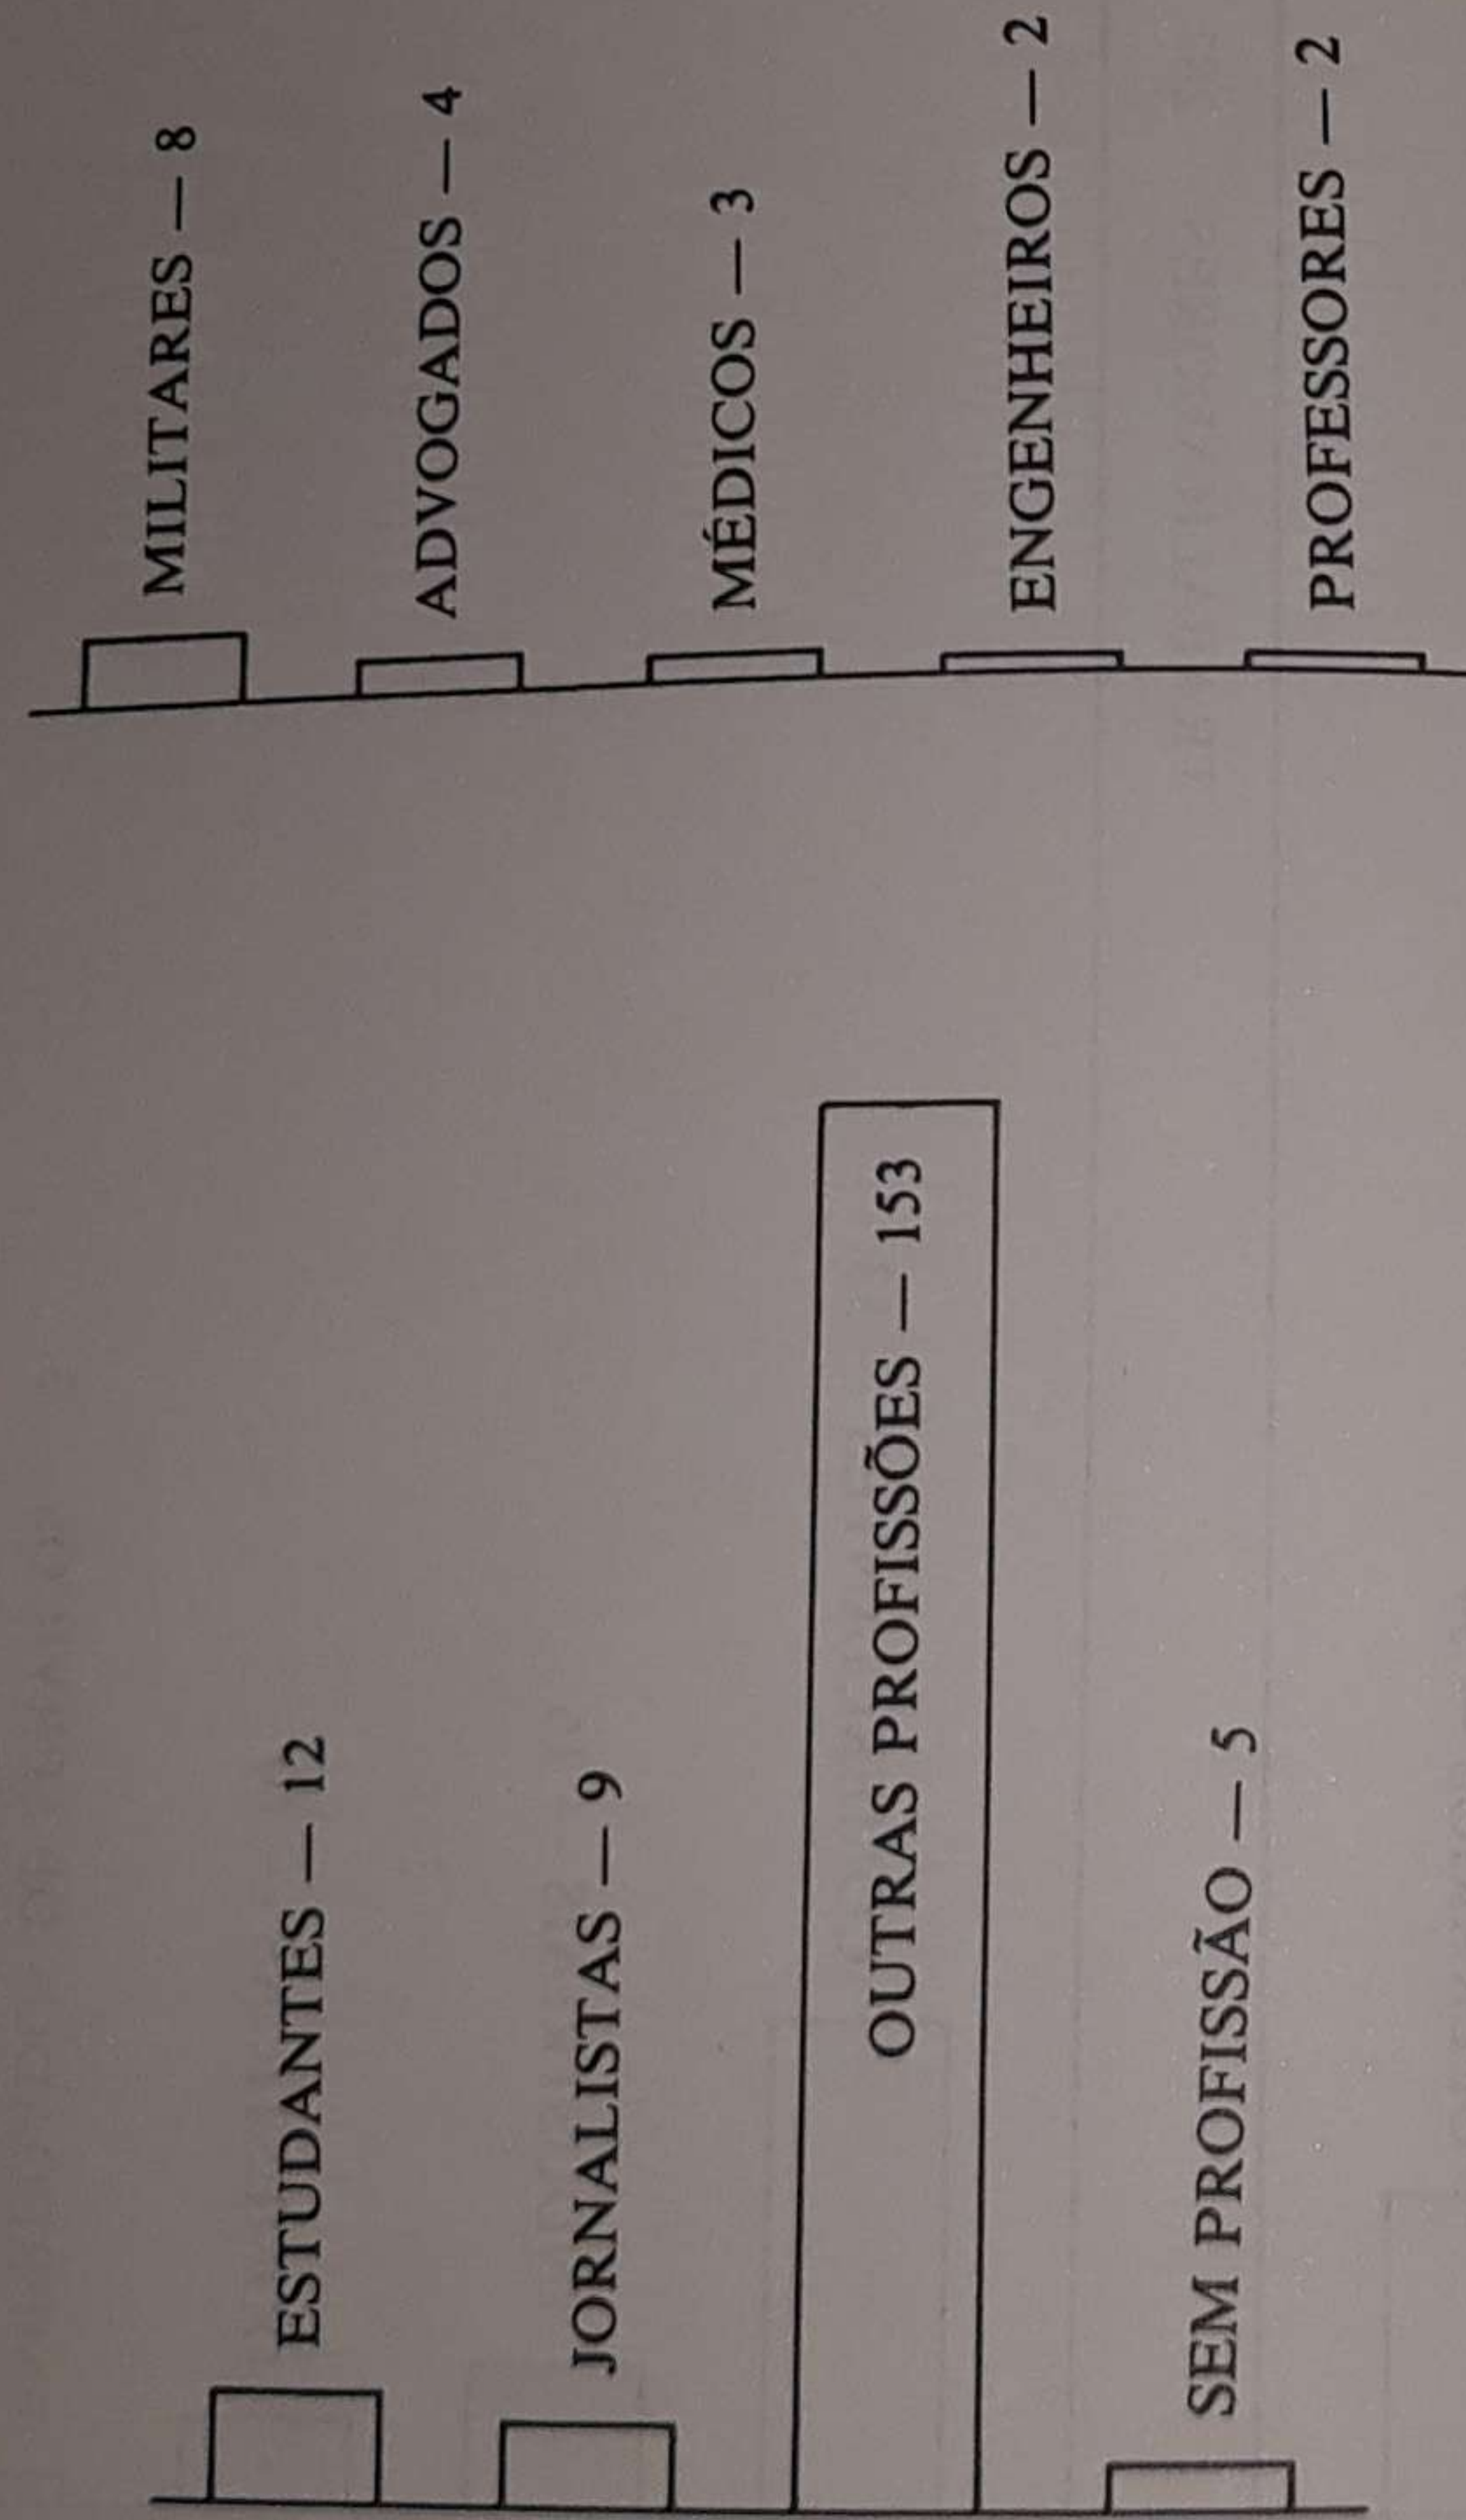 ESTUDANTES — 12
JORNALISTAS — 9
OUTRAS PROFISSÕES — 153
SEM PROFISSÃO — 5
MILITARES — 8
ADVOGADOS — 4
MÉDICOS — 3
ENGENHEIROS — 2
PROFESSORES — 2